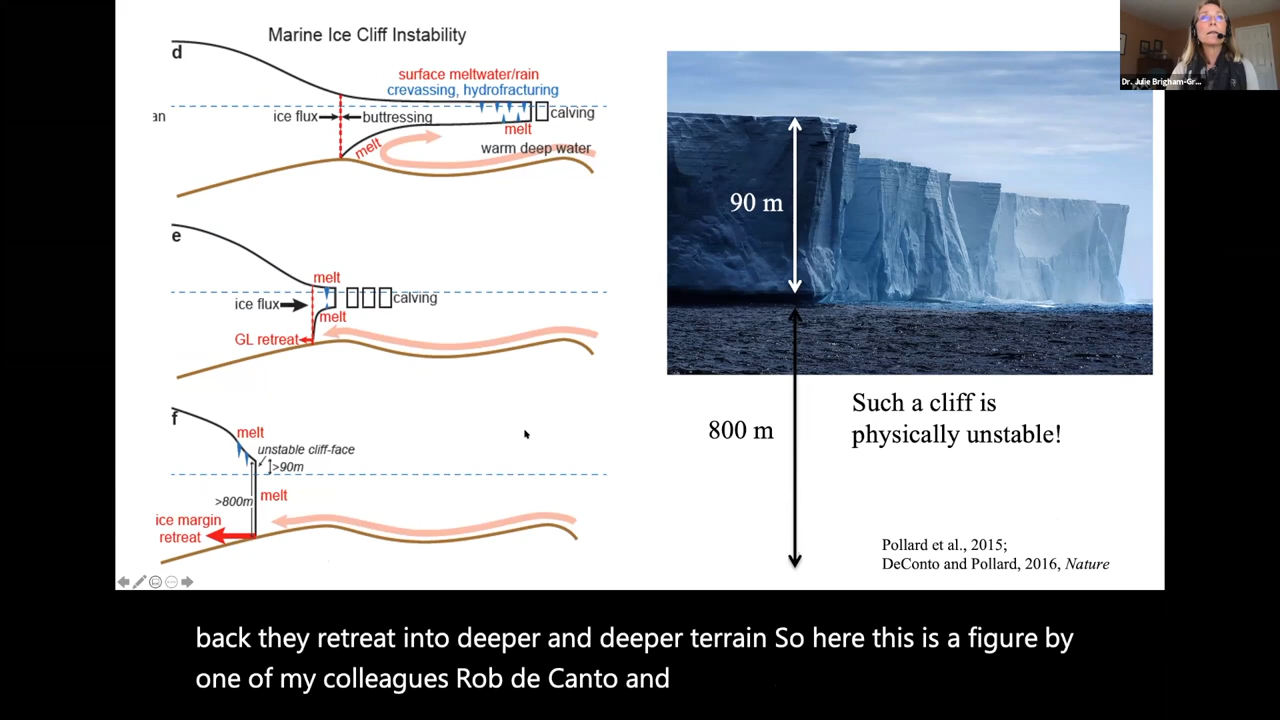 Marine Ice Cliff Instability
d
surface meltwater/rain
crevassing, hydrofracturing
an
ice flux
buttressing
calving
melt
melt
warm deep water
e
melt
ice flux
calving
melt
GL retreat
f
melt
unstable cliff-face
>90m
>800m
melt
ice margin
retreat
90 m
800 m
Such a cliff is
physically unstable!
Pollard et al., 2015;
DeConto and Pollard, 2016, Nature
Dr. Julie Brigham-Gr...
back they retreat into deeper and deeper terrain So here this is a figure by
one of my colleagues Rob de Canto and